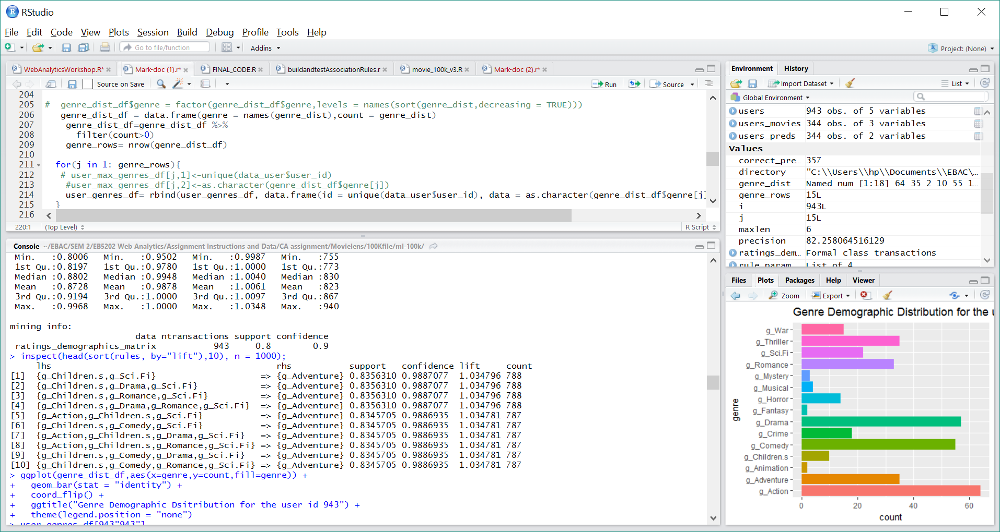 RStudio
File Edit Code View Plots Session Build Debug Profile Tools Help
Go to file/function Addins Project: (None)
WebAnalyticsWorkshop.R* Mark-doc (1).r* FINAL_CODE.R buildandtestAssociationRules.r movie_100k_v3.R Mark-doc (2).r*
Source on Save Run Source
204
205 # genre_dist_df$genre = factor(genre_dist_df$genre,levels = names(sort(genre_dist,decreasing = TRUE)))
206 genre_dist_df = data.frame(genre = names(genre_dist),count = genre_dist)
207 genre_dist_df=genre_dist_df %>%
208 filter(count>0)
209 genre_rows= nrow(genre_dist_df)
210
211 for(j in 1: genre_rows){
212 # user_max_genres_df[j,1]<-unique(data_user$user_id)
213 #user_max_genres_df[j,2]<-as.character(genre_dist_df$genre[j])
214 user_genres_df= rbind(user_genres_df, data.frame(id = unique(data_user$user_id), data = as.character(genre_dist_df$genre[j]
215 }
216
220:1 (Top Level) R Script
Console ~/EBAC/SEM 2/EB5202 Web Analytics/Assignment Instructions and Data/CA assignment/Movielens/100Kfile/ml-100k/
Min. :0.8006 Min. :0.9502 Min. :0.9987 Min. :755
1st Qu.:0.8197 1st Qu.:0.9780 1st Qu.:1.0000 1st Qu.:773
Median :0.8802 Median :0.9948 Median :1.0040 Median :830
Mean :0.8728 Mean :0.9878 Mean :1.0061 Mean :823
3rd Qu.:0.9194 3rd Qu.:1.0000 3rd Qu.:1.0097 3rd Qu.:867
Max. :0.9968 Max. :1.0000 Max. :1.0348 Max. :940
mining info:
data ntransactions support confidence
ratings_demographics_matrix 943 0.8 0.9
> inspect(head(sort(rules, by="lift"),10), n = 1000);
lhs rhs support confidence lift count
[1] {g_Children.s,g_Sci.Fi} => {g_Adventure} 0.8356310 0.9887077 1.034796 788
[2] {g_Children.s,g_Drama,g_Sci.Fi} => {g_Adventure} 0.8356310 0.9887077 1.034796 788
[3] {g_Children.s,g_Romance,g_Sci.Fi} => {g_Adventure} 0.8356310 0.9887077 1.034796 788
[4] {g_Children.s,g_Drama,g_Romance,g_Sci.Fi} => {g_Adventure} 0.8356310 0.9887077 1.034796 788
[5] {g_Action,g_Children.s,g_Sci.Fi} => {g_Adventure} 0.8345705 0.9886935 1.034781 787
[6] {g_Children.s,g_Comedy,g_Sci.Fi} => {g_Adventure} 0.8345705 0.9886935 1.034781 787
[7] {g_Action,g_Children.s,g_Drama,g_Sci.Fi} => {g_Adventure} 0.8345705 0.9886935 1.034781 787
[8] {g_Action,g_Children.s,g_Romance,g_Sci.Fi} => {g_Adventure} 0.8345705 0.9886935 1.034781 787
[9] {g_Children.s,g_Comedy,g_Drama,g_Sci.Fi} => {g_Adventure} 0.8345705 0.9886935 1.034781 787
[10] {g_Children.s,g_Comedy,g_Romance,g_Sci.Fi} => {g_Adventure} 0.8345705 0.9886935 1.034781 787
> ggplot(genre_dist_df,aes(x=genre,y=count,fill=genre)) +
+ geom_bar(stat = "identity") +
+ coord_flip() +
+ ggtitle("Genre Demographic Dsitribution for the user id 943") +
+ theme(legend.position = "none")
> user_genres_df[943"943"]
Environment History
Import Dataset List
Global Environment
users 943 obs. of 5 variables
users_movies 344 obs. of 3 variables
users_preds 344 obs. of 2 variables
Values
correct_pre… 357
directory "C:\\Users\\hp\\Documents\\EBAC\…
genre_dist Named num [1:18] 64 35 2 10 55 1…
genre_rows 15L
i 943L
j 15L
maxlen 6
precision 82.258064516129
ratings_dem… Formal class transactions
rule_param List of 4
Files Plots Packages Help Viewer
Zoom Export
Genre Demographic Distribution for the
g_War
g_Thriller
g_Sci.Fi
g_Romance
g_Mystery
g_Musical
g_Horror
g_Fantasy
g_Drama
g_Crime
g_Comedy
g_Children.s
g_Animation
g_Adventure
g_Action
genre
0 20 40 60
count